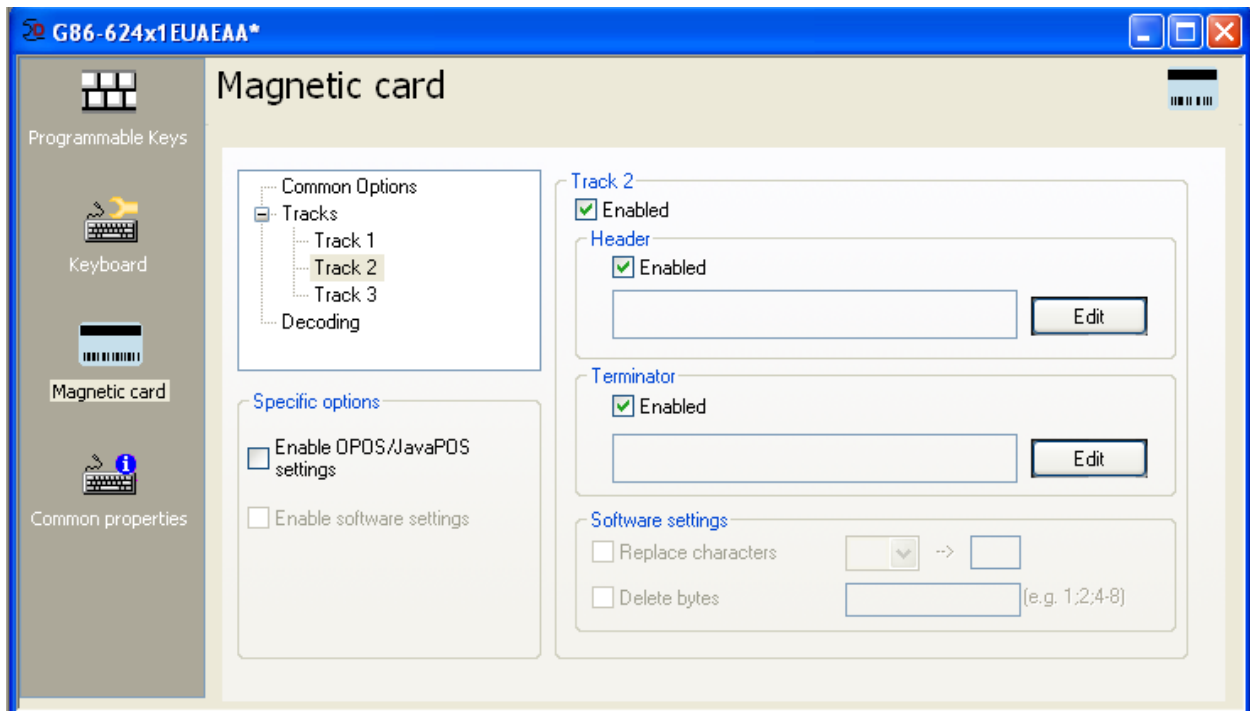 G86-624x1EUAEAA*
Magnetic card
Programmable Keys
Keyboard
Magnetic card
Common properties
Common Options
Tracks
Track 1
Track 2
Track 3
Decoding
Specific options
Enable OPOS/JavaPOS
settings
Enable software settings
Track 2
Enabled
Header
Enabled
Edit
Terminator
Enabled
Edit
Software settings
Replace characters -->
Delete bytes (e.g. 1;2;4-8)